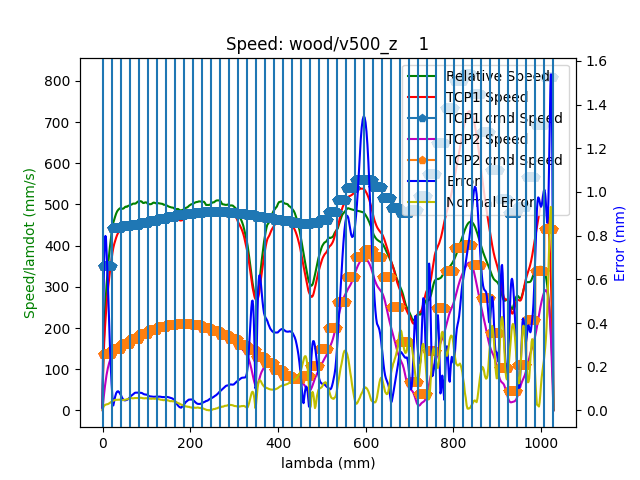 Speed: wood/v500_z 1
Relative Speed
TCP1 Speed
TCP1 cmd Speed
TCP2 Speed
TCP2 cmd Speed
Error
Normal Error
Speed/lamdot (mm/s)
800
700
600
500
400
300
200
100
0
1.6
1.4
1.2
1.0
0.8
0.6
0.4
0.2
0.0
Error (mm)
0 200 400 600 800 1000
lambda (mm)